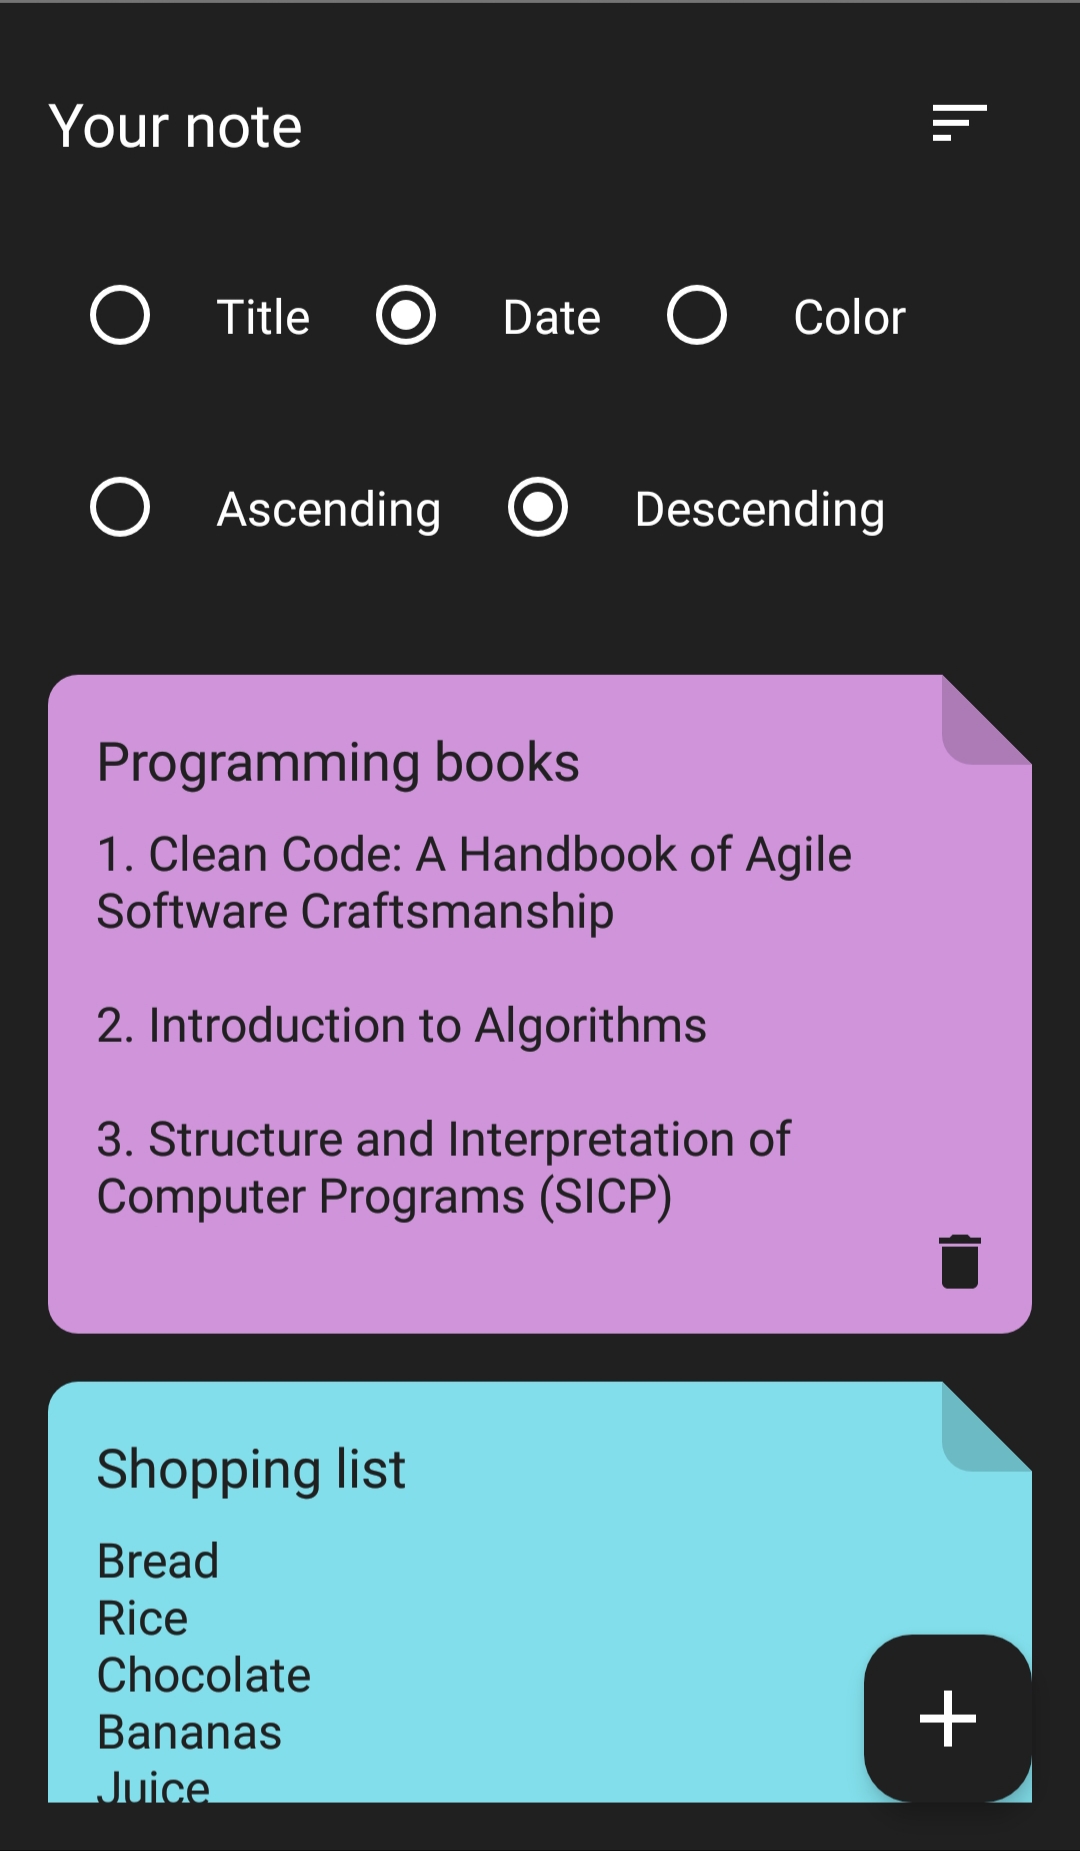 Your note
Title Date Color
Ascending Descending
Programming books
1. Clean Code: A Handbook of Agile
Software Craftsmanship
2. Introduction to Algorithms
3. Structure and Interpretation of
Computer Programs (SICP)
Shopping list
Bread
Rice
Chocolate
Bananas
Juice